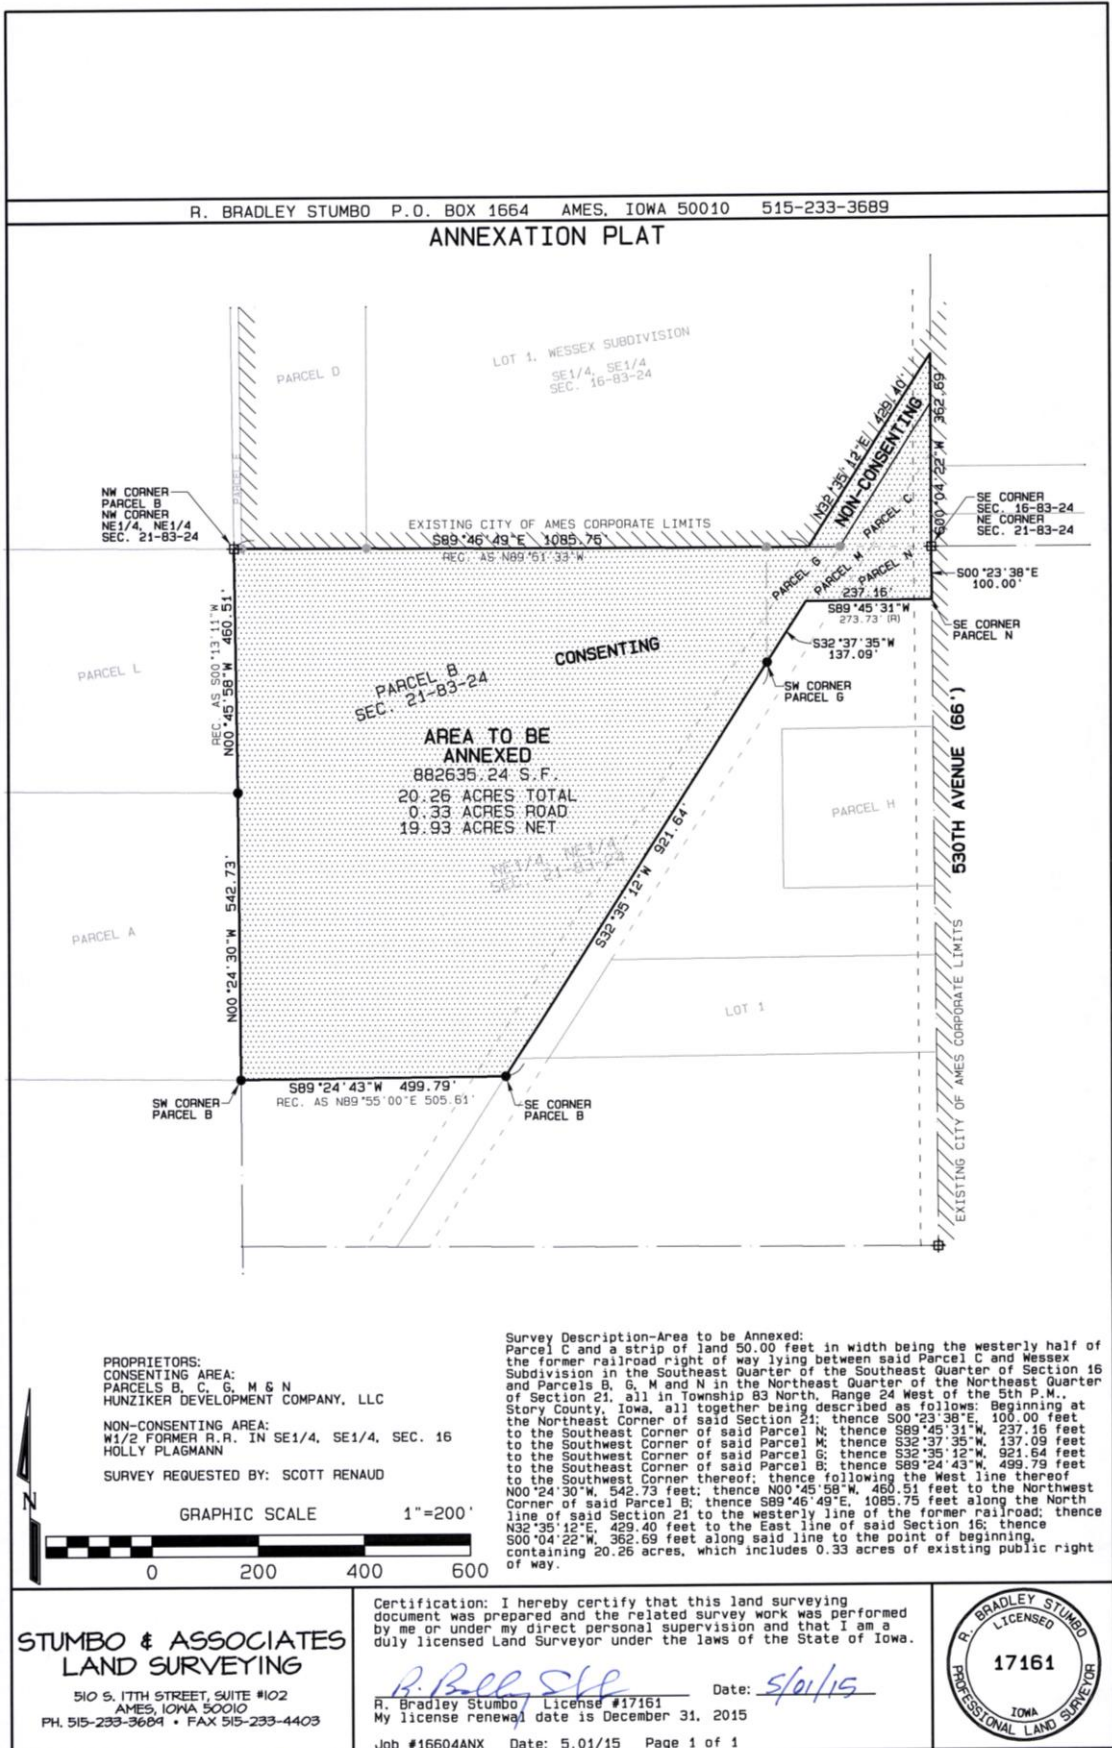 R. BRADLEY STUMBO P.O. BOX 1664 AMES, IOWA 50010 515-233-3689
ANNEXATION PLAT
LOT 1, WESSEX SUBDIVISION
SE1/4, SE1/4
SEC. 16-83-24
PARCEL D
PARCEL E
N32°35'12"E 429.40'
NON-CONSENTING
PARCEL C
S00°04'22"W 362.69
NW CORNER
PARCEL B
NW CORNER
NE1/4, NE1/4
SEC. 21-83-24
SE CORNER
SEC. 16-83-24
NE CORNER
SEC. 21-83-24
EXISTING CITY OF AMES CORPORATE LIMITS
S89°46'49"E 1085.75'
REC. AS N89°51'33"W
PARCEL G
PARCEL M
PARCEL N
S00°23'38"E
100.00'
237.16'
S89°45'31"W
273.73' (R)
SE CORNER
PARCEL N
S32°37'35"W
137.09'
SW CORNER
PARCEL G
REC. AS S00°13'11"W
N00°45'58"W 460.51'
PARCEL L
CONSENTING
PARCEL B
SEC. 21-83-24
AREA TO BE
ANNEXED
882635.24 S.F.
20.26 ACRES TOTAL
0.33 ACRES ROAD
19.93 ACRES NET
NE1/4, NE1/4
SEC. 21-83-24
S32°35'12"W 921.64'
PARCEL H
530TH AVENUE (66')
N00°24'30"W 542.73'
PARCEL A
LOT 1
EXISTING CITY OF AMES CORPORATE LIMITS
S89°24'43"W 499.79'
REC. AS N89°55'00"E 505.61'
SW CORNER
PARCEL B
SE CORNER
PARCEL B
PROPRIETORS:
CONSENTING AREA:
PARCELS B, C, G, M & N
HUNZIKER DEVELOPMENT COMPANY, LLC
NON-CONSENTING AREA:
W1/2 FORMER R.R. IN SE1/4, SE1/4, SEC. 16
HOLLY PLAGMANN
SURVEY REQUESTED BY: SCOTT RENAUD
N
GRAPHIC SCALE 1"=200'
0 200 400 600
Survey Description-Area to be Annexed:
Parcel C and a strip of land 50.00 feet in width being the westerly half of
the former railroad right of way lying between said Parcel C and Wessex
Subdivision in the Southeast Quarter of the Southeast Quarter of Section 16
and Parcels B, G, M and N in the Northeast Quarter of the Northeast Quarter
of Section 21, all in Township 83 North, Range 24 West of the 5th P.M.,
Story County, Iowa, all together being described as follows: Beginning at
the Northeast Corner of said Section 21; thence S00°23'38"E, 100.00 feet
to the Southeast Corner of said Parcel N; thence S89°45'31"W, 237.16 feet
to the Southwest Corner of said Parcel M; thence S32°37'35"W, 137.09 feet
to the Southwest Corner of said Parcel G; thence S32°35'12"W, 921.64 feet
to the Southeast Corner of said Parcel B; thence S89°24'43"W, 499.79 feet
to the Southwest Corner thereof; thence following the West line thereof
N00°24'30"W, 542.73 feet; thence N00°45'58"W, 460.51 feet to the Northwest
Corner of said Parcel B; thence S89°46'49"E, 1085.75 feet along the North
line of said Section 21 to the westerly line of the former railroad; thence
N32°35'12"E, 429.40 feet to the East line of said Section 16; thence
S00°04'22"W, 362.69 feet along said line to the point of beginning,
containing 20.26 acres, which includes 0.33 acres of existing public right
of way.
STUMBO & ASSOCIATES
LAND SURVEYING
510 S. 17TH STREET, SUITE #102
AMES, IOWA 50010
PH. 515-233-3689 • FAX 515-233-4403
Certification: I hereby certify that this land surveying
document was prepared and the related survey work was performed
by me or under my direct personal supervision and that I am a
duly licensed Land Surveyor under the laws of the State of Iowa.
Date: 5/01/15
R. Bradley Stumbo License #17161
My license renewal date is December 31, 2015
Job #16604ANX Date: 5.01/15 Page 1 of 1
R. BRADLEY STUMBO
LICENSED
17161
IOWA
PROFESSIONAL LAND SURVEYOR